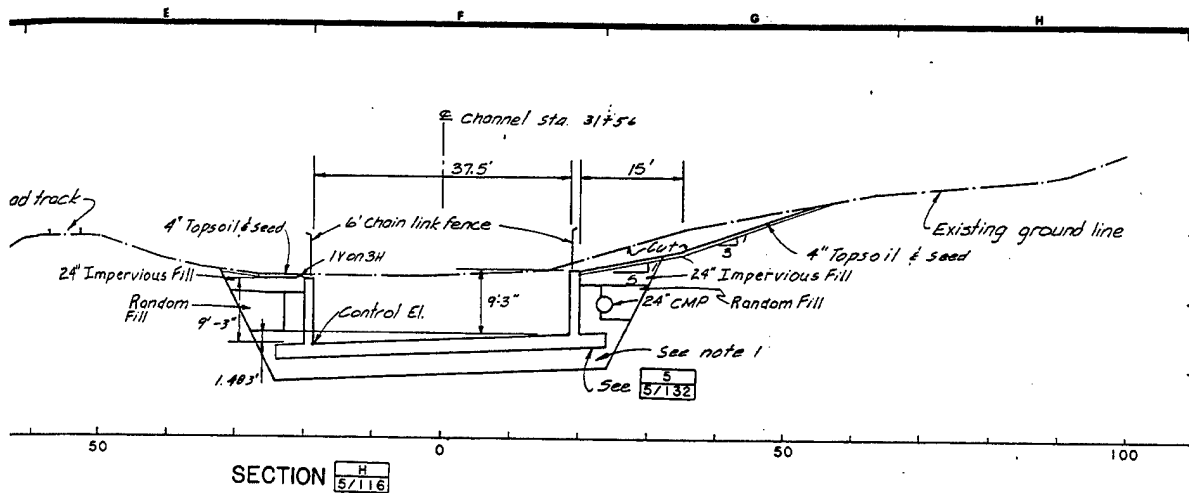 E F G H
℄ Channel sta. 31+56
37.5' 15'
ad track
4" Topsoil & seed
6' Chain link fence
1V on 3H
24" Impervious Fill
Random
Fill
9'-3"
Control El.
1.483'
9'-3"
Cut
1
3
1
5
Existing ground line
4" Topsoil & seed
24" Impervious Fill
24" CMP
Random Fill
See note 1
See 5
5/132
50 0 50 100
SECTION H
5/116